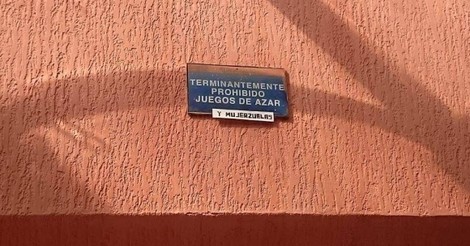 TERMINANTEMENTE
PROHIBIDO
JUEGOS DE AZAR
Y MUJERZUELAS